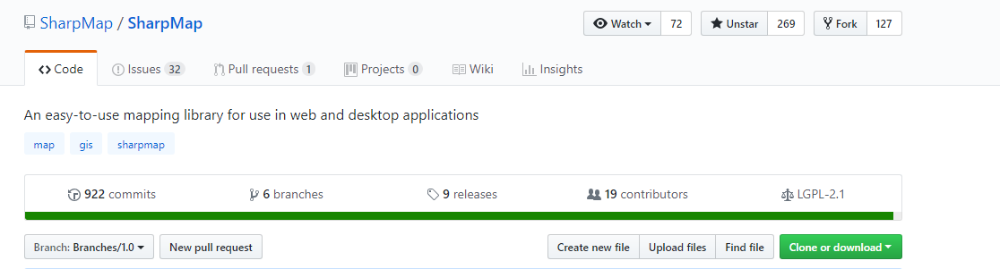 SharpMap / SharpMap Watch 72 Unstar 269 Fork 127
Code Issues 32 Pull requests 1 Projects 0 Wiki Insights
An easy-to-use mapping library for use in web and desktop applications
map gis sharpmap
922 commits 6 branches 9 releases 19 contributors LGPL-2.1
Branch: Branches/1.0 New pull request Create new file Upload files Find file Clone or download